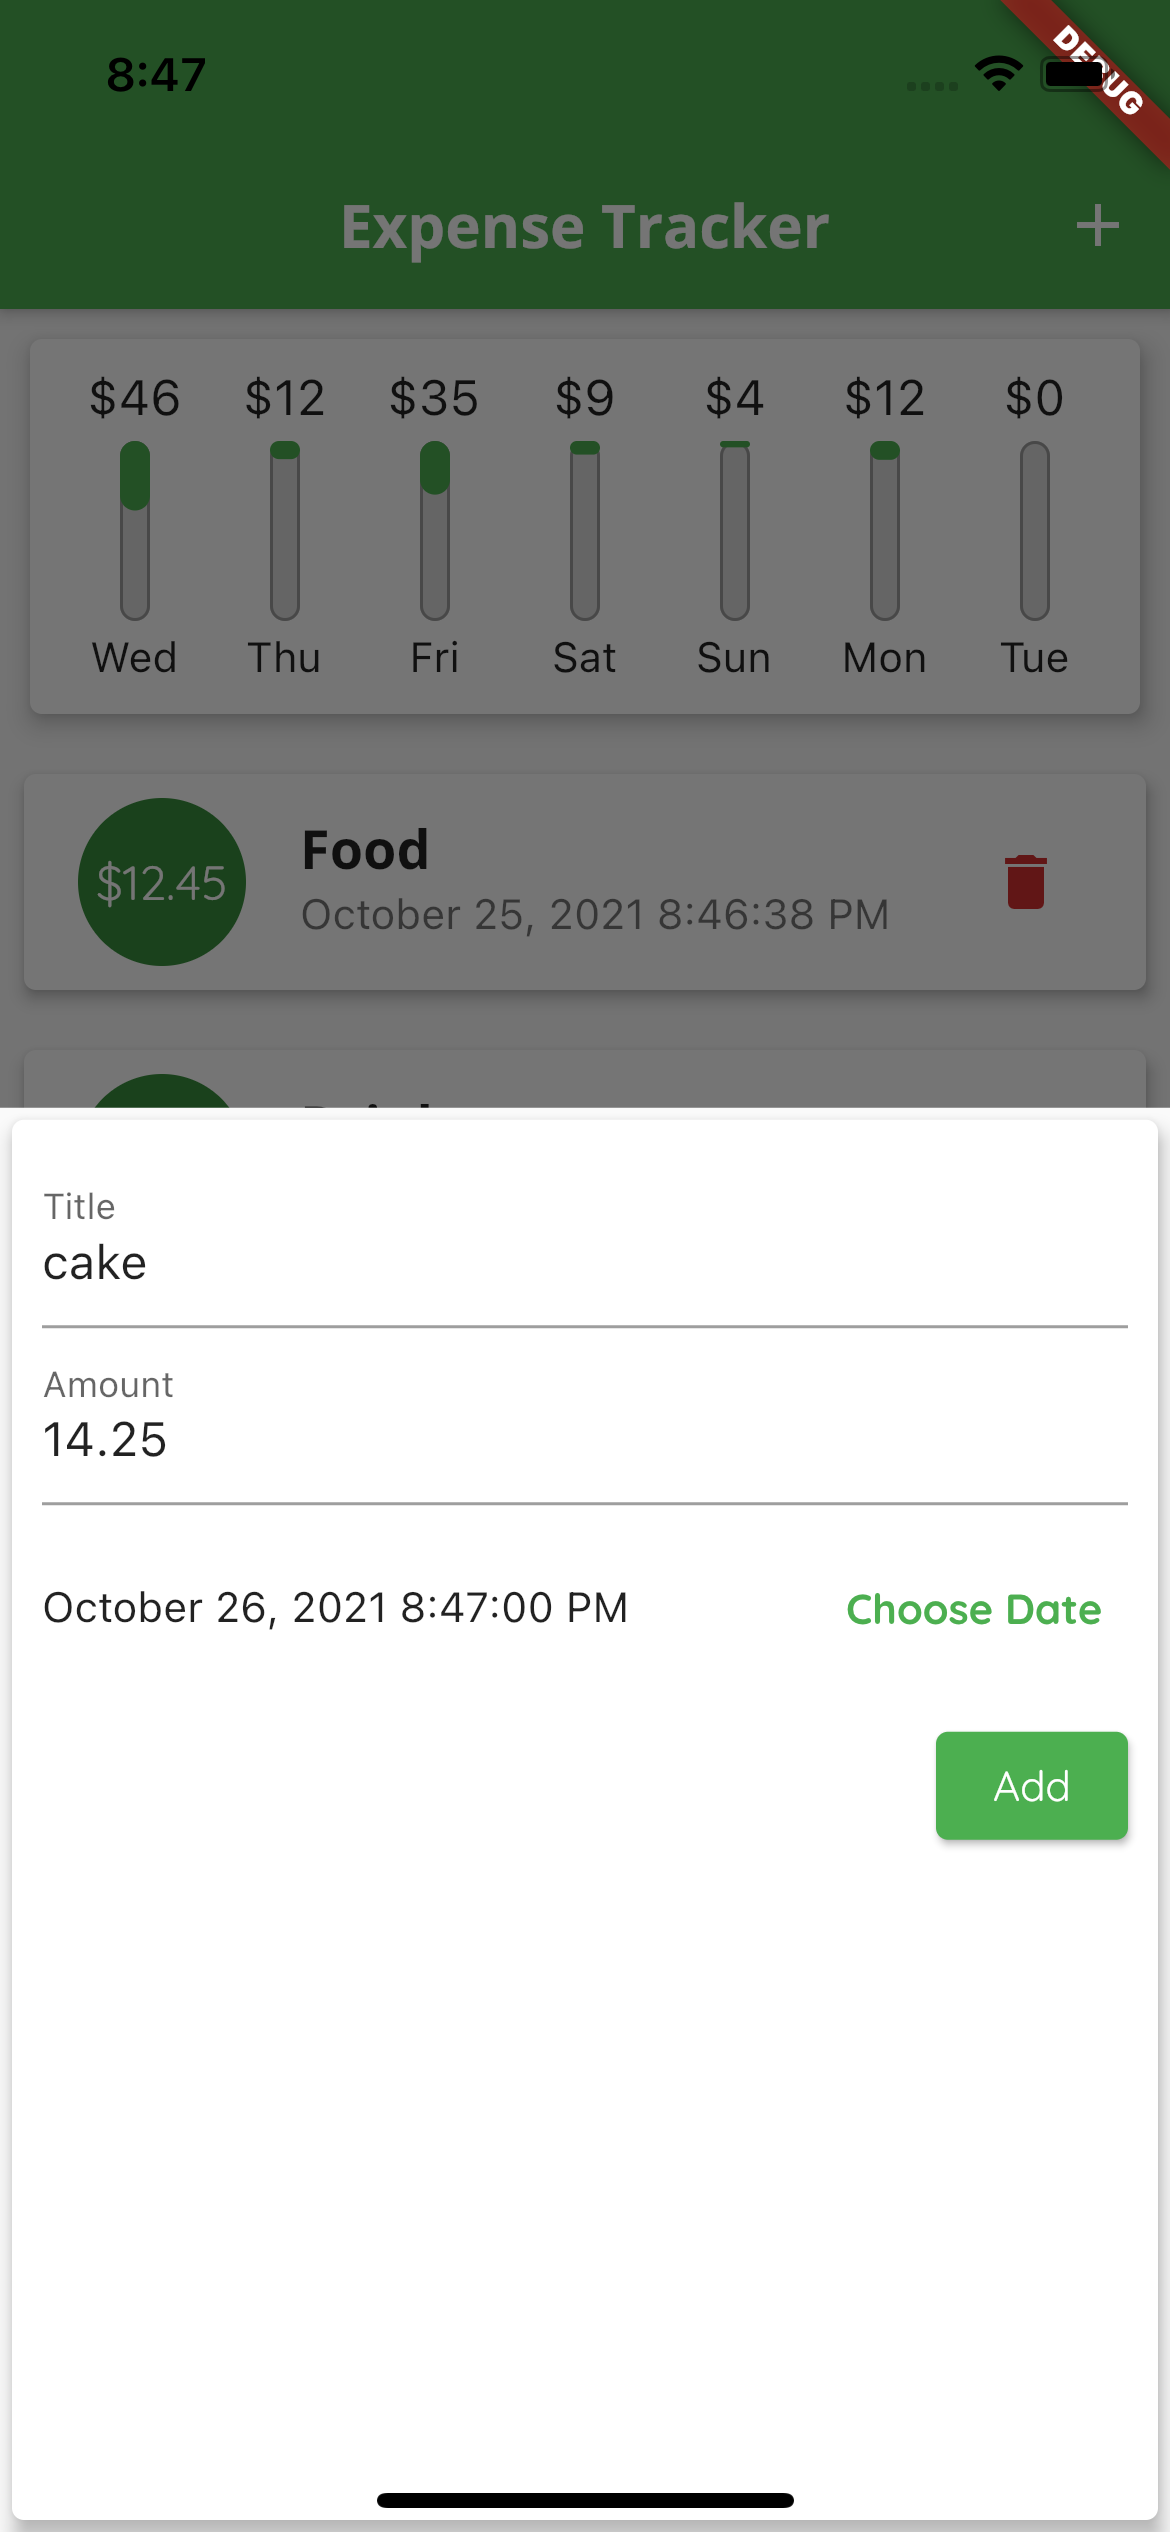 8:47
DEBUG
Expense Tracker
$46 $12 $35 $9 $4 $12 $0
Wed Thu Fri Sat Sun Mon Tue
$12.45
Food
October 25, 2021 8:46:38 PM
Title
cake
Amount
14.25
October 26, 2021 8:47:00 PM
Choose Date
Add